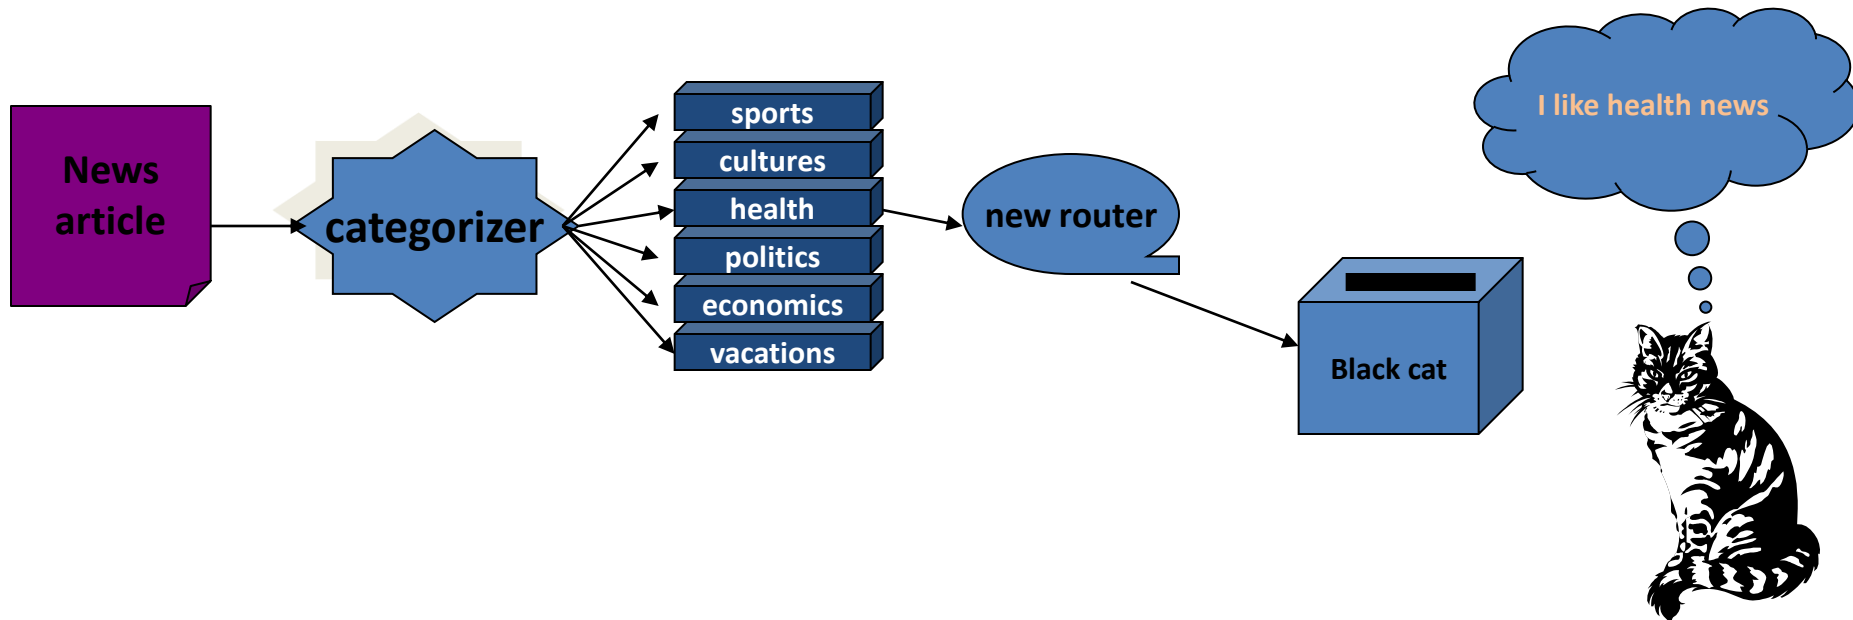 News
article
categorizer
sports
cultures
health
politics
economics
vacations
new router
Black cat
I like health news